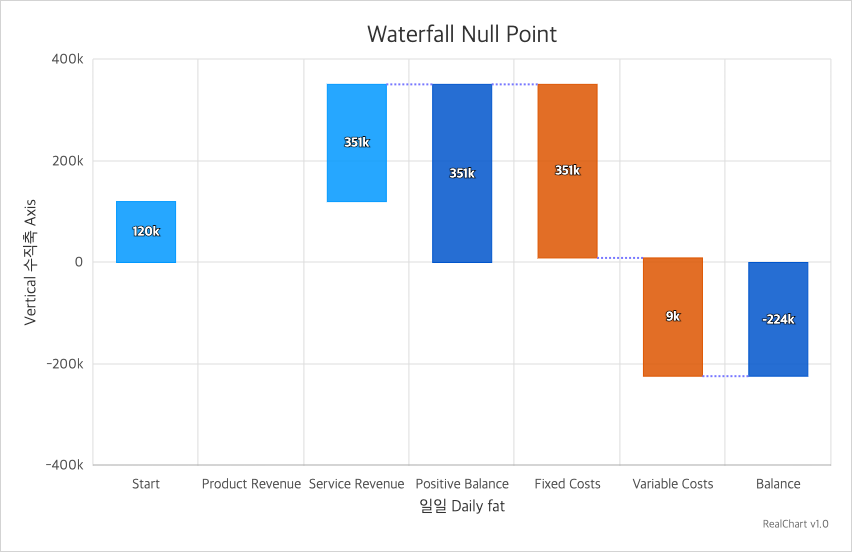 Waterfall Null Point
400k
200k
0
-200k
-400k
Vertical 수직축 Axis
120k
351k
351k
351k
9k
-224k
Start
Product Revenue
Service Revenue
Positive Balance
Fixed Costs
Variable Costs
Balance
일일 Daily fat
RealChart v1.0